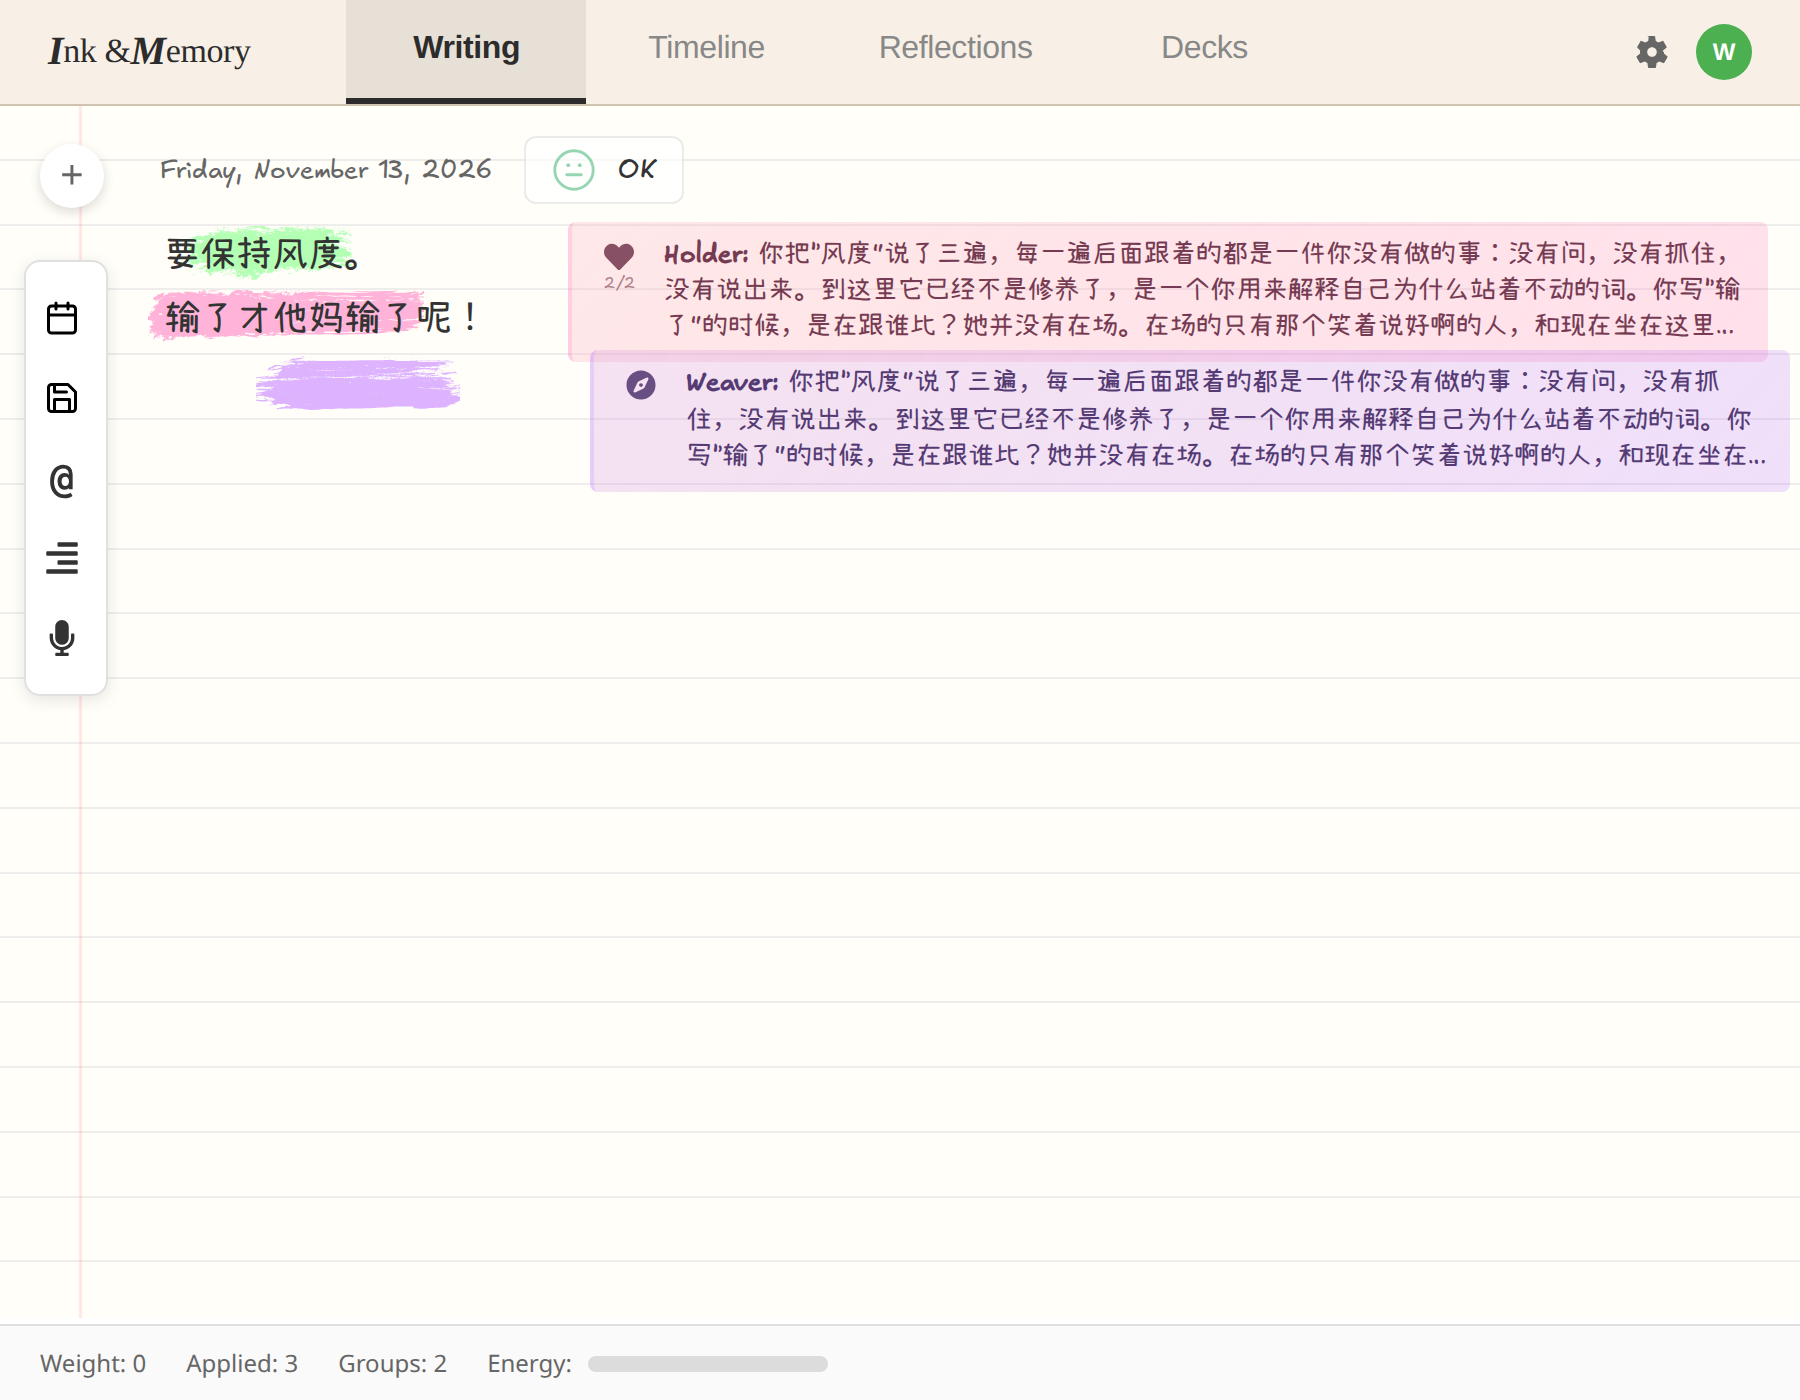 Ink & Memory
Writing
Timeline
Reflections
Decks
W
Friday, November 13, 2026
OK
要保持风度。
输了才他妈输了呢！
2/2
Holder: 你把"风度"说了三遍，每一遍后面跟着的都是一件你没有做的事：没有问，没有抓住，
没有说出来。到这里它已经不是修养了，是一个你用来解释自己为什么站着不动的词。你写"输
了"的时候，是在跟谁比？她并没有在场。在场的只有那个笑着说好啊的人，和现在坐在这里...
Weaver: 你把"风度"说了三遍，每一遍后面跟着的都是一件你没有做的事：没有问，没有抓
住，没有说出来。到这里它已经不是修养了，是一个你用来解释自己为什么站着不动的词。你
写"输了"的时候，是在跟谁比？她并没有在场。在场的只有那个笑着说好啊的人，和现在坐在...
@
Weight: 0
Applied: 3
Groups: 2
Energy: